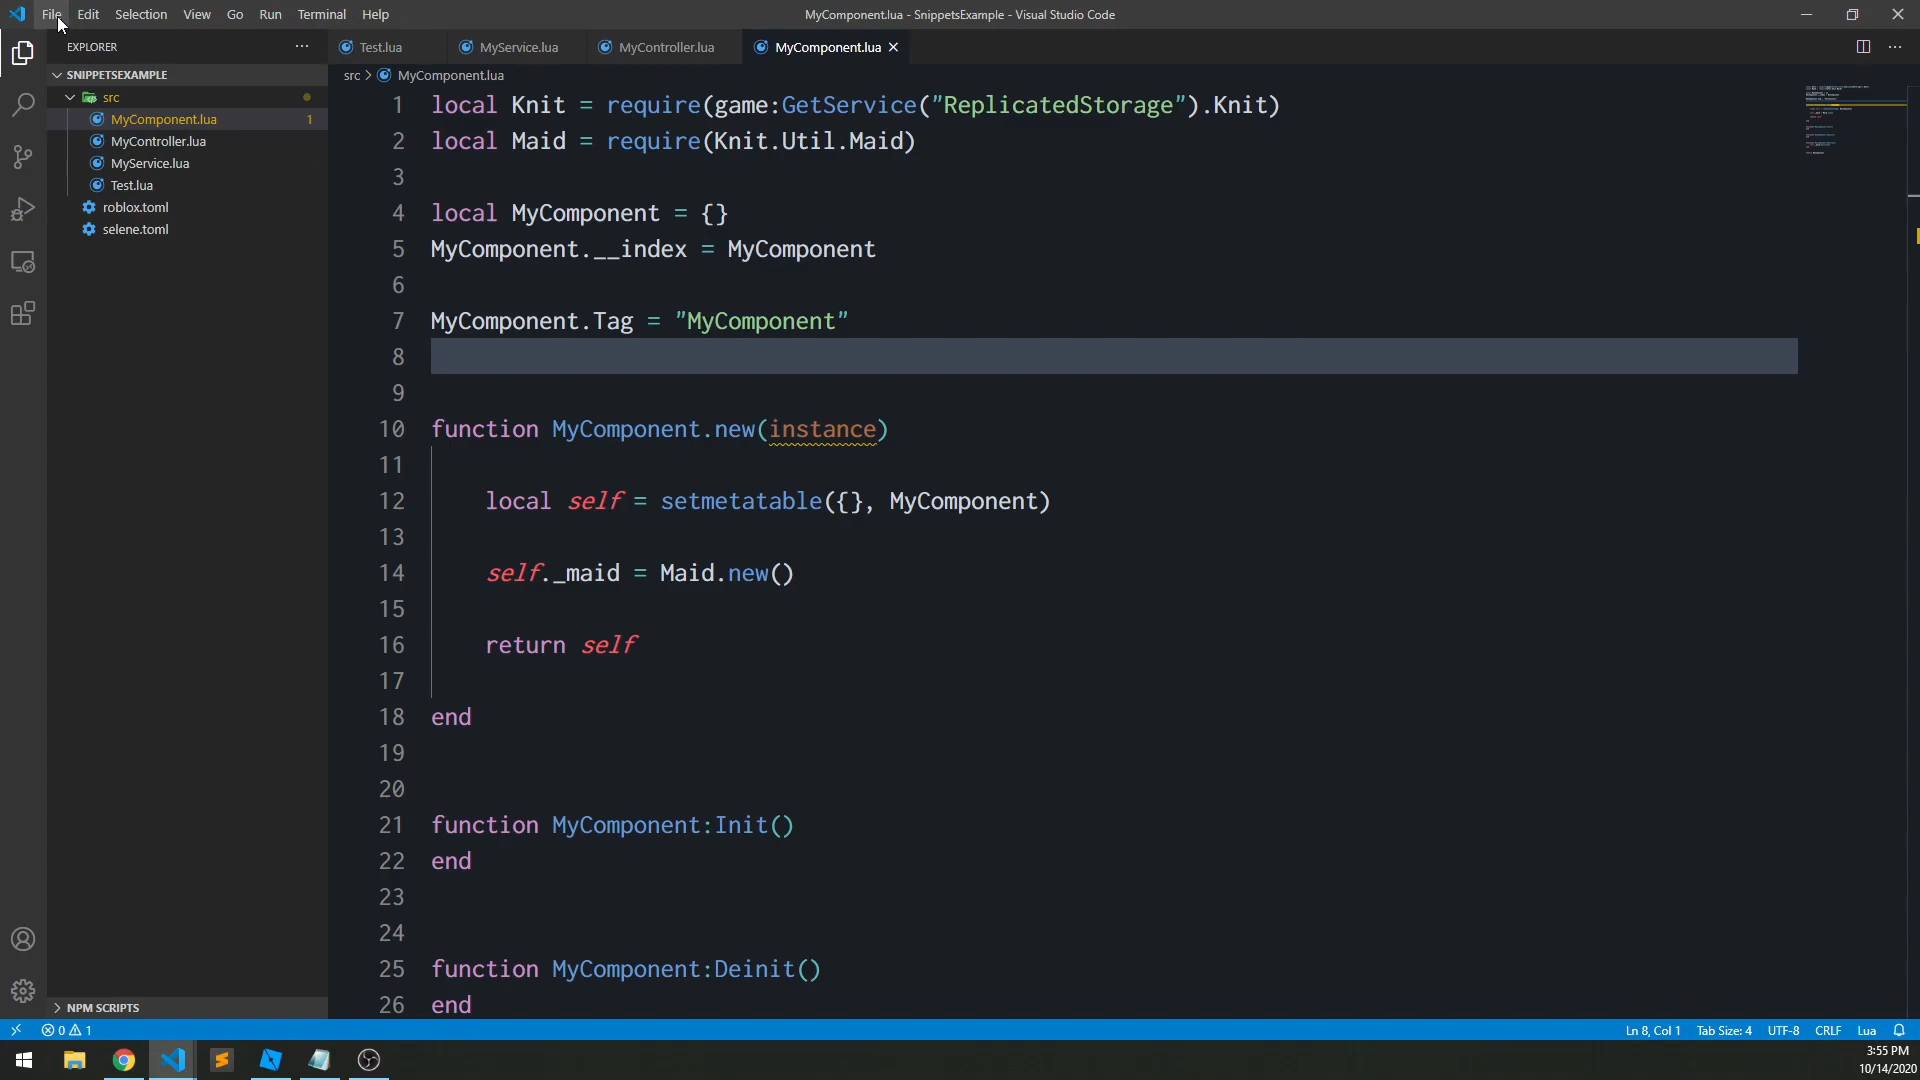 File Edit Selection View Go Run Terminal Help
MyComponent.lua - SnippetsExample - Visual Studio Code
EXPLORER
SNIPPETSEXAMPLE
src
MyComponent.lua 1
MyController.lua
MyService.lua
Test.lua
roblox.toml
selene.toml
NPM SCRIPTS
Test.lua MyService.lua MyController.lua MyComponent.lua
src > MyComponent.lua
1 local Knit = require(game:GetService("ReplicatedStorage").Knit)
2 local Maid = require(Knit.Util.Maid)
3
4 local MyComponent = {}
5 MyComponent.__index = MyComponent
6
7 MyComponent.Tag = "MyComponent"
8
9
10 function MyComponent.new(instance)
11
12 local self = setmetatable({}, MyComponent)
13
14 self._maid = Maid.new()
15
16 return self
17
18 end
19
20
21 function MyComponent:Init()
22 end
23
24
25 function MyComponent:Deinit()
26 end
0 1
Ln 8, Col 1 Tab Size: 4 UTF-8 CRLF Lua
3:55 PM
10/14/2020